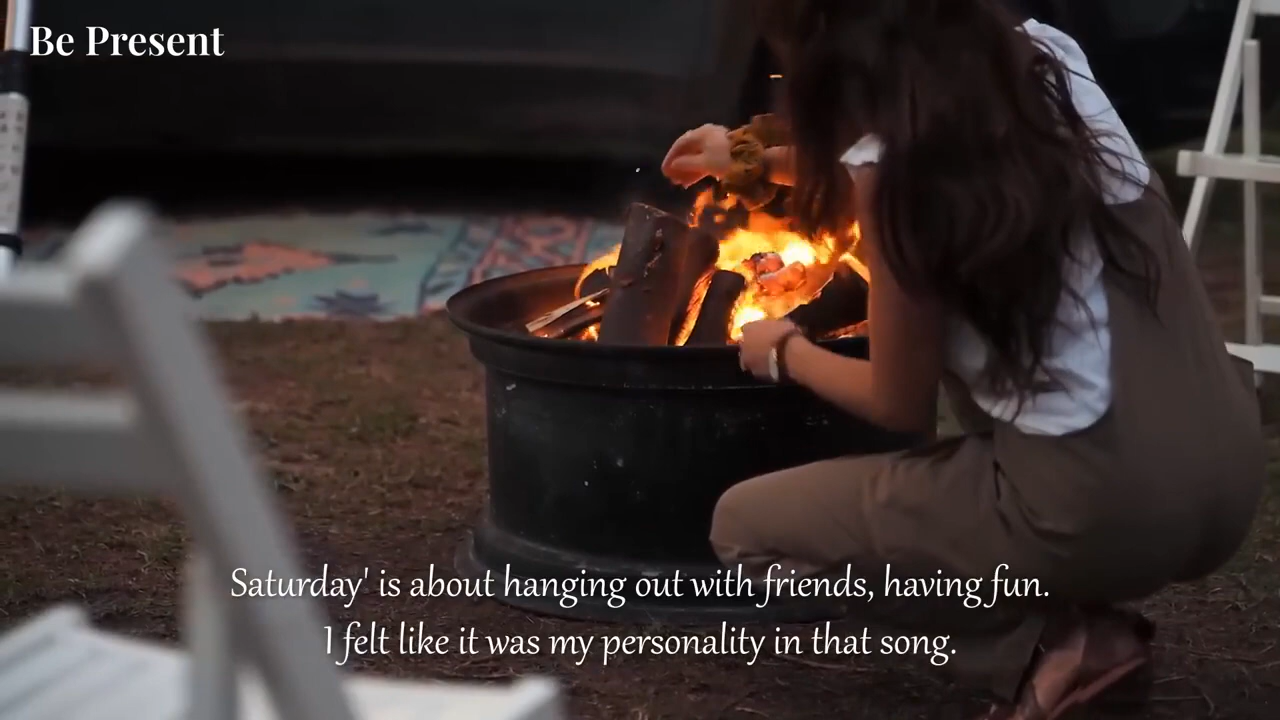 Be Present
Saturday' is about hanging out with friends, having fun.
I felt like it was my personality in that song.